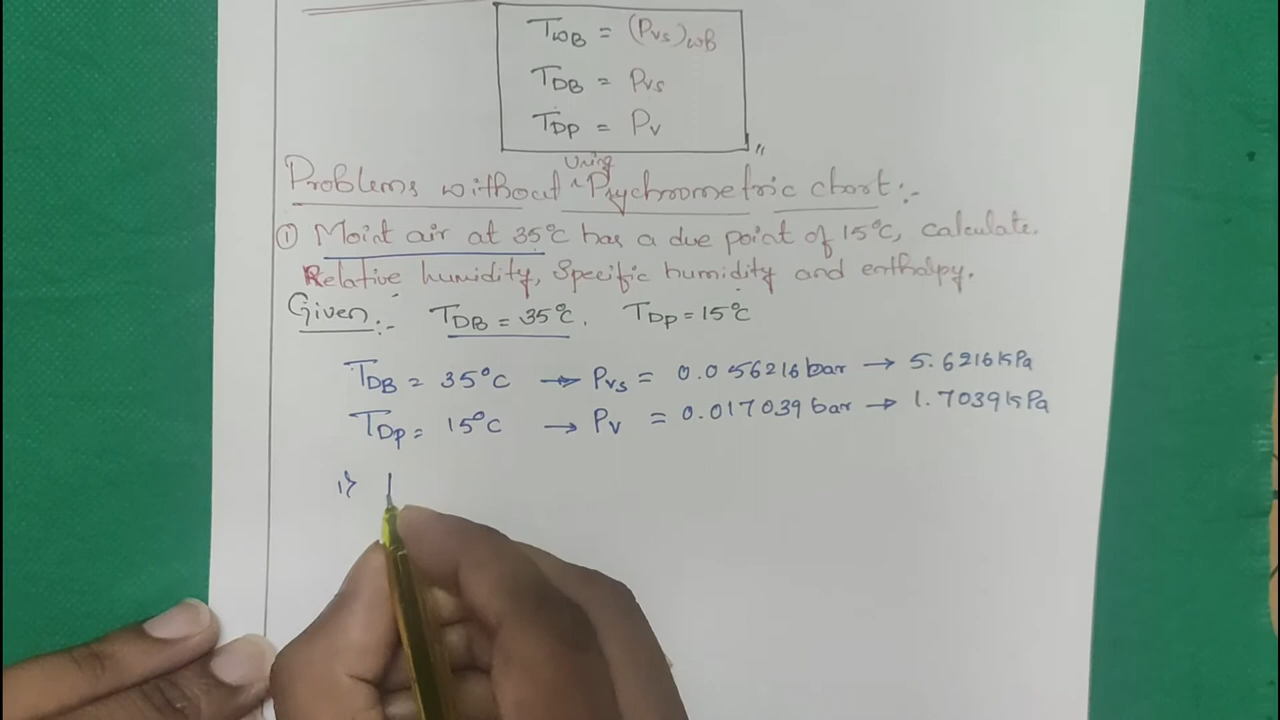 TWB = (Pvs)WB
TDB = Pvs
TDP = Pv
Using
Problems without ^ Psychrometric chart:-
① Moist air at 35°C has a due point of 15°C, calculate.
Relative humidity, Specific humidity and enthalpy.
Given:- TDB = 35°C. TDP = 15°C
TDB = 35°C → Pvs = 0.056216 bar → 5.6216 kPa
TDP = 15°C → Pv = 0.017039 bar → 1.7039 kPa
1)